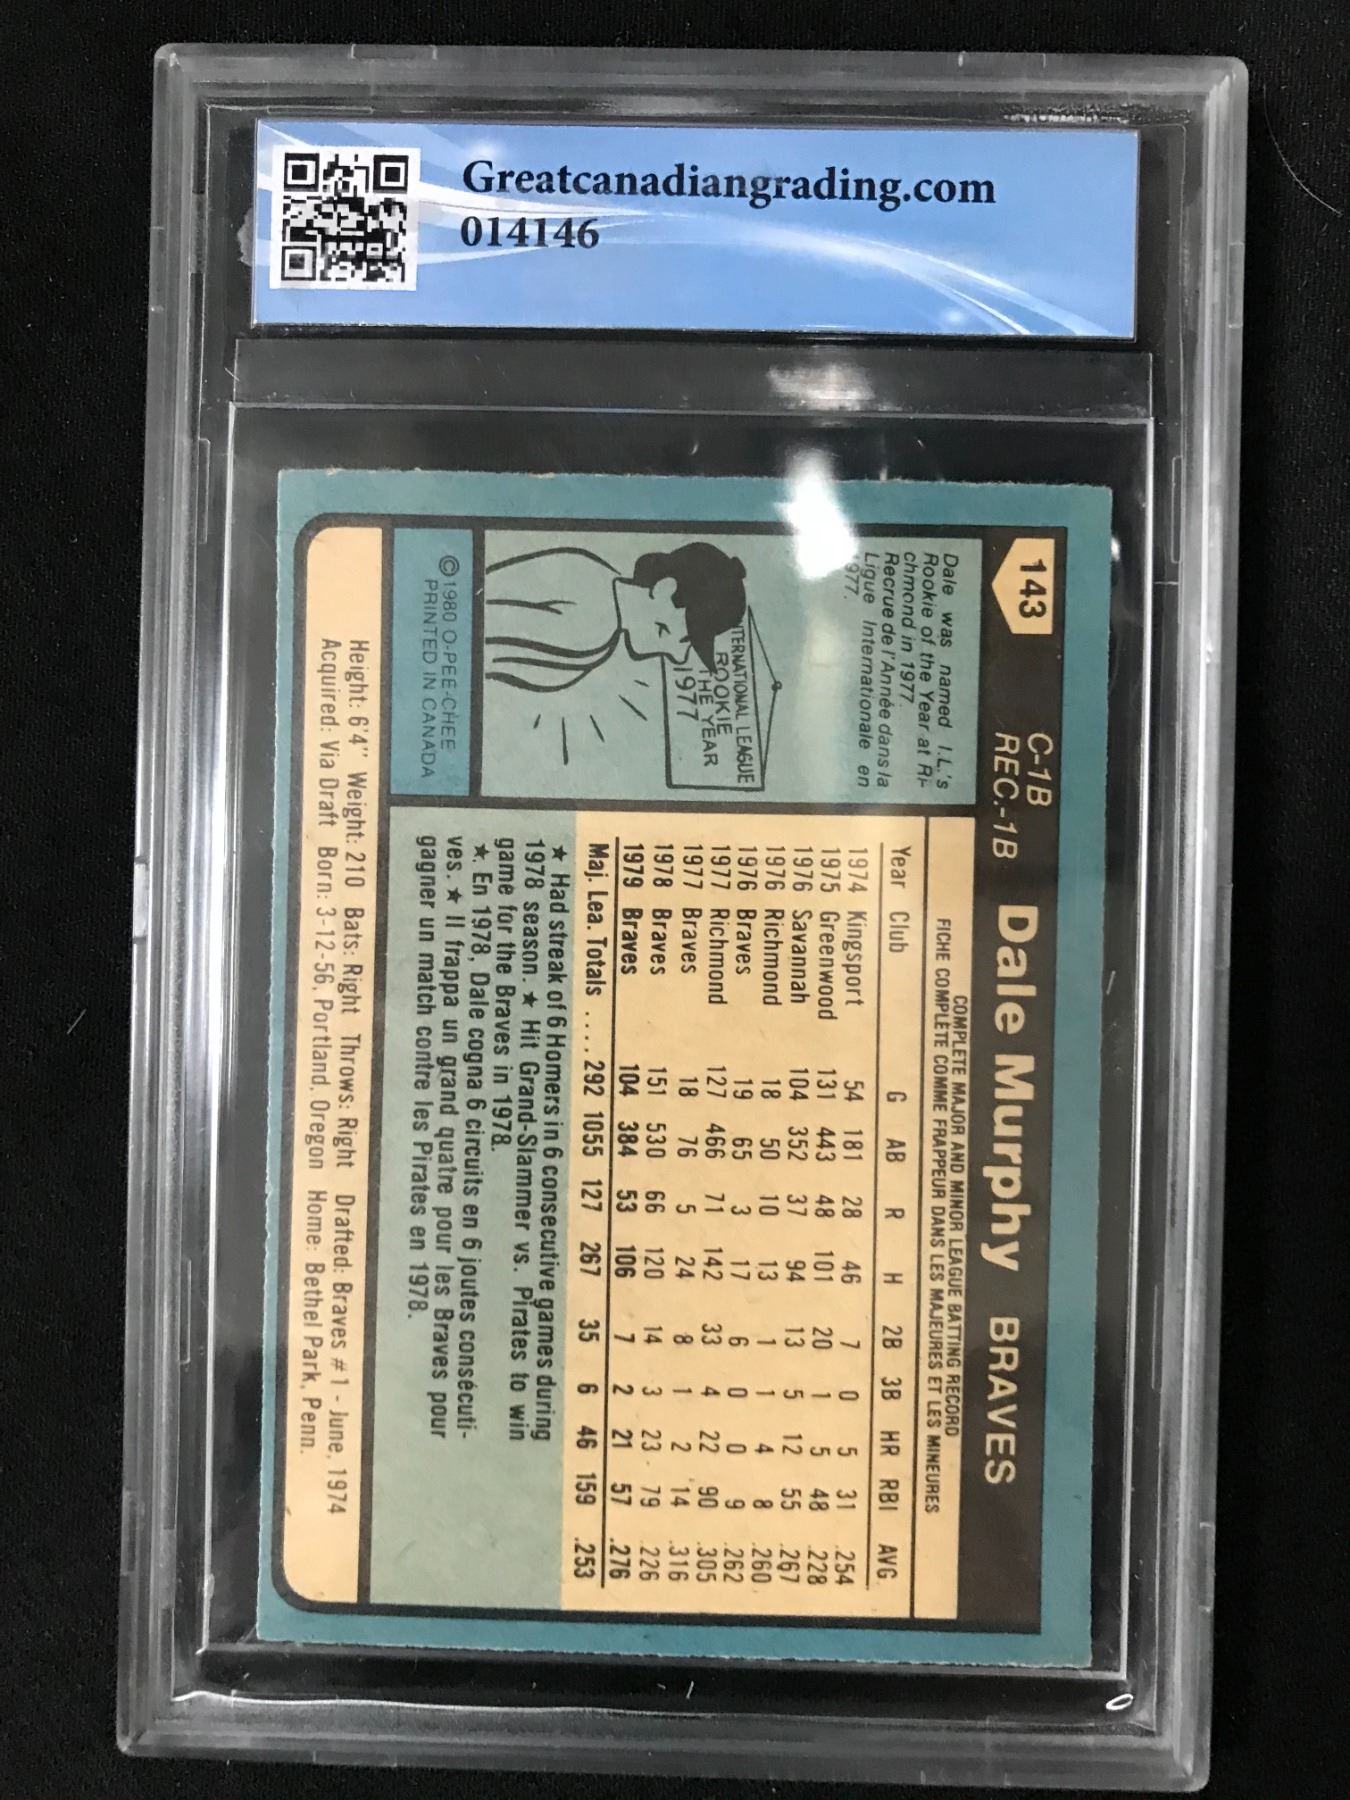 Greatcanadiangrading.com
014146
143
C-1B
REC.-1B
Dale Murphy BRAVES
Dale was named I.L.'s
Rookie of the Year at Ri-
chmond in 1977.
Recrue de l'Année dans la
Ligue Internationale en
977.
TERNATIONAL LEAGUE
ROOKIE
THE YEAR
1977
©1980 O-PEE-CHEE
PRINTED IN CANADA
COMPLETE MAJOR AND MINOR LEAGUE BATTING RECORD
FICHE COMPLÈTE COMME FRAPPEUR DANS LES MAJEURES ET LES MINEURES
Year Club G AB R H 2B 3B HR RBI AVG.
1974 Kingsport 54 181 28 46 7 0 5 31 .254
1975 Greenwood 131 443 48 101 20 1 5 48 .228
1976 Savannah 104 352 37 94 13 5 12 55 .267
1976 Richmond 18 50 10 13 1 1 4 8 .260
1976 Braves 19 65 3 17 6 0 0 9 .262
1977 Richmond 127 466 71 142 33 4 22 90 .305
1977 Braves 18 76 5 24 8 1 2 14 .316
1978 Braves 151 530 66 120 14 3 23 79 .226
1979 Braves 104 384 53 106 7 2 21 57 .276
Maj. Lea. Totals .... 292 1055 127 267 35 6 46 159 .253
★ Had streak of 6 Homers in 6 consecutive games during
1978 season. ★ Hit Grand-Slammer vs. Pirates to win
game for the Braves in 1978.
★ En 1978, Dale cogna 6 circuits en 6 joutes consécuti-
ves. ★ Il frappa un grand quatre pour les Braves pour
gagner un match contre les Pirates en 1978.
Height: 6'4" Weight: 210 Bats: Right Throws: Right Drafted: Braves #1 - June, 1974
Acquired: Via Draft Born: 3-12-56, Portland, Oregon Home: Bethel Park, Penn.